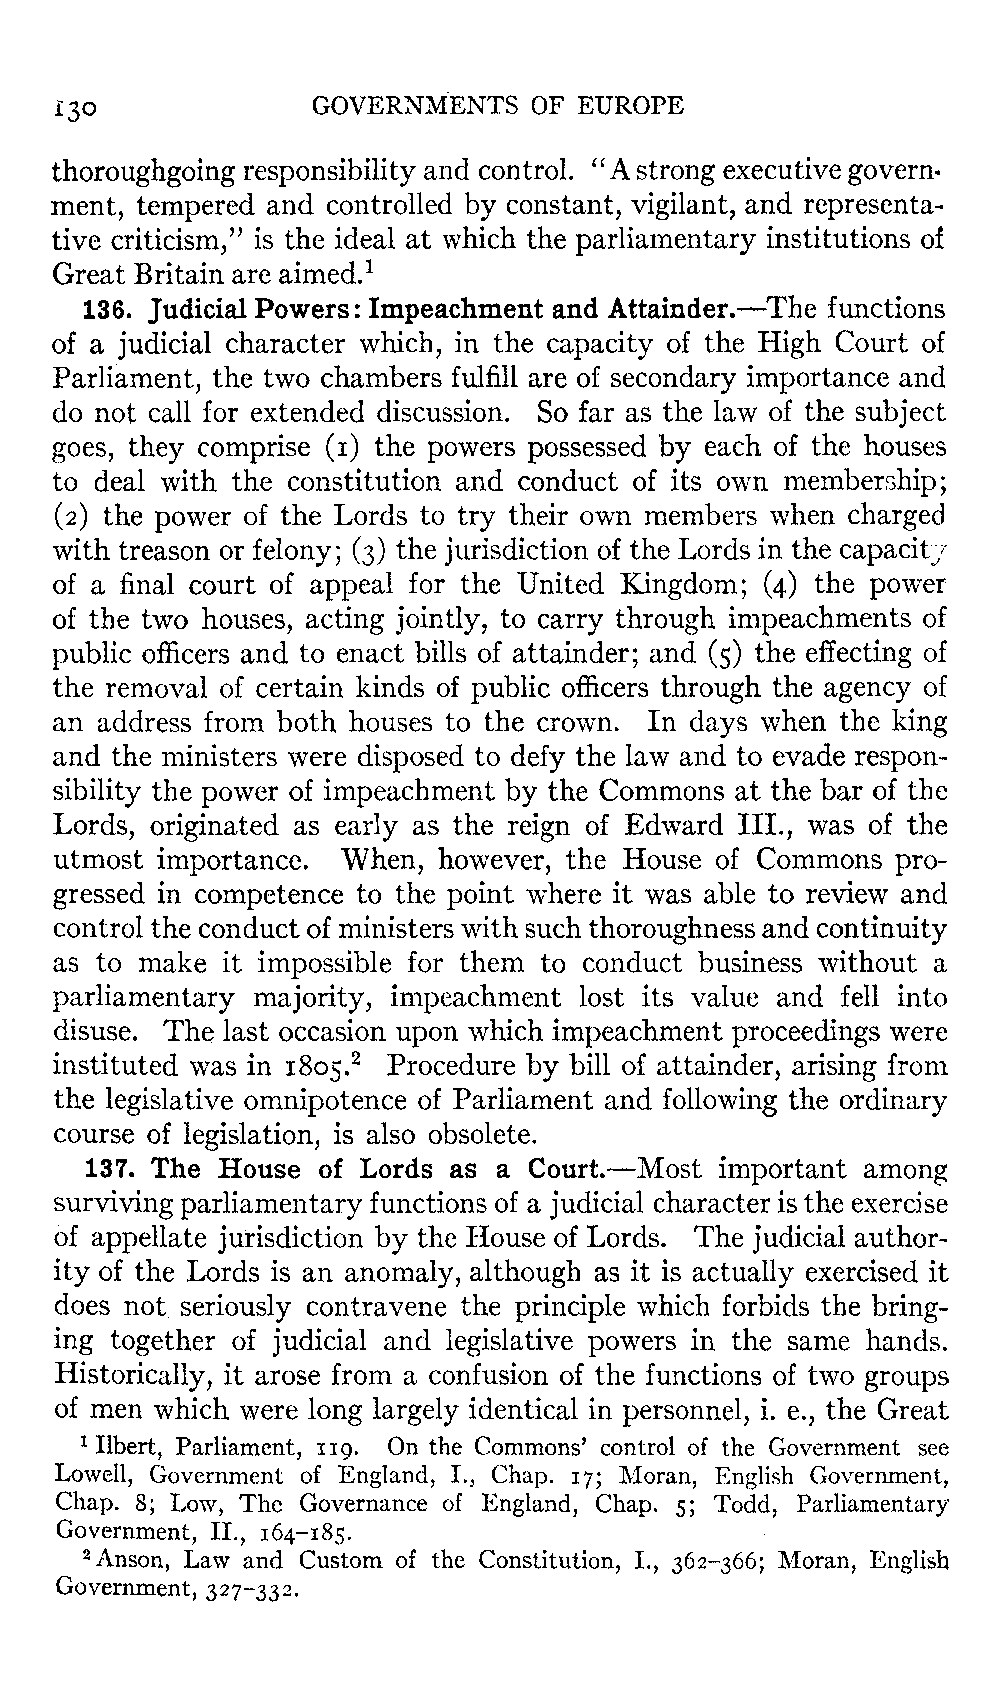 130 GOVERNMENTS OF EUROPE
thoroughgoing responsibility and control. “A strong executive govern-
ment, tempered and controlled by constant, vigilant, and representa-
tive criticism,” is the ideal at which the parliamentary institutions of
Great Britain are aimed.¹
136. Judicial Powers: Impeachment and Attainder.—The functions
of a judicial character which, in the capacity of the High Court of
Parliament, the two chambers fulfill are of secondary importance and
do not call for extended discussion. So far as the law of the subject
goes, they comprise (1) the powers possessed by each of the houses
to deal with the constitution and conduct of its own membership;
(2) the power of the Lords to try their own members when charged
with treason or felony; (3) the jurisdiction of the Lords in the capacity
of a final court of appeal for the United Kingdom; (4) the power
of the two houses, acting jointly, to carry through impeachments of
public officers and to enact bills of attainder; and (5) the effecting of
the removal of certain kinds of public officers through the agency of
an address from both houses to the crown. In days when the king
and the ministers were disposed to defy the law and to evade respon-
sibility the power of impeachment by the Commons at the bar of the
Lords, originated as early as the reign of Edward III., was of the
utmost importance. When, however, the House of Commons pro-
gressed in competence to the point where it was able to review and
control the conduct of ministers with such thoroughness and continuity
as to make it impossible for them to conduct business without a
parliamentary majority, impeachment lost its value and fell into
disuse. The last occasion upon which impeachment proceedings were
instituted was in 1805.² Procedure by bill of attainder, arising from
the legislative omnipotence of Parliament and following the ordinary
course of legislation, is also obsolete.
137. The House of Lords as a Court.—Most important among
surviving parliamentary functions of a judicial character is the exercise
of appellate jurisdiction by the House of Lords. The judicial author-
ity of the Lords is an anomaly, although as it is actually exercised it
does not seriously contravene the principle which forbids the bring-
ing together of judicial and legislative powers in the same hands.
Historically, it arose from a confusion of the functions of two groups
of men which were long largely identical in personnel, i. e., the Great
¹ Ilbert, Parliament, 119. On the Commons’ control of the Government see
Lowell, Government of England, I., Chap. 17; Moran, English Government,
Chap. 8; Low, The Governance of England, Chap. 5; Todd, Parliamentary
Government, II., 164–185.
² Anson, Law and Custom of the Constitution, I., 362–366; Moran, English
Government, 327–332.